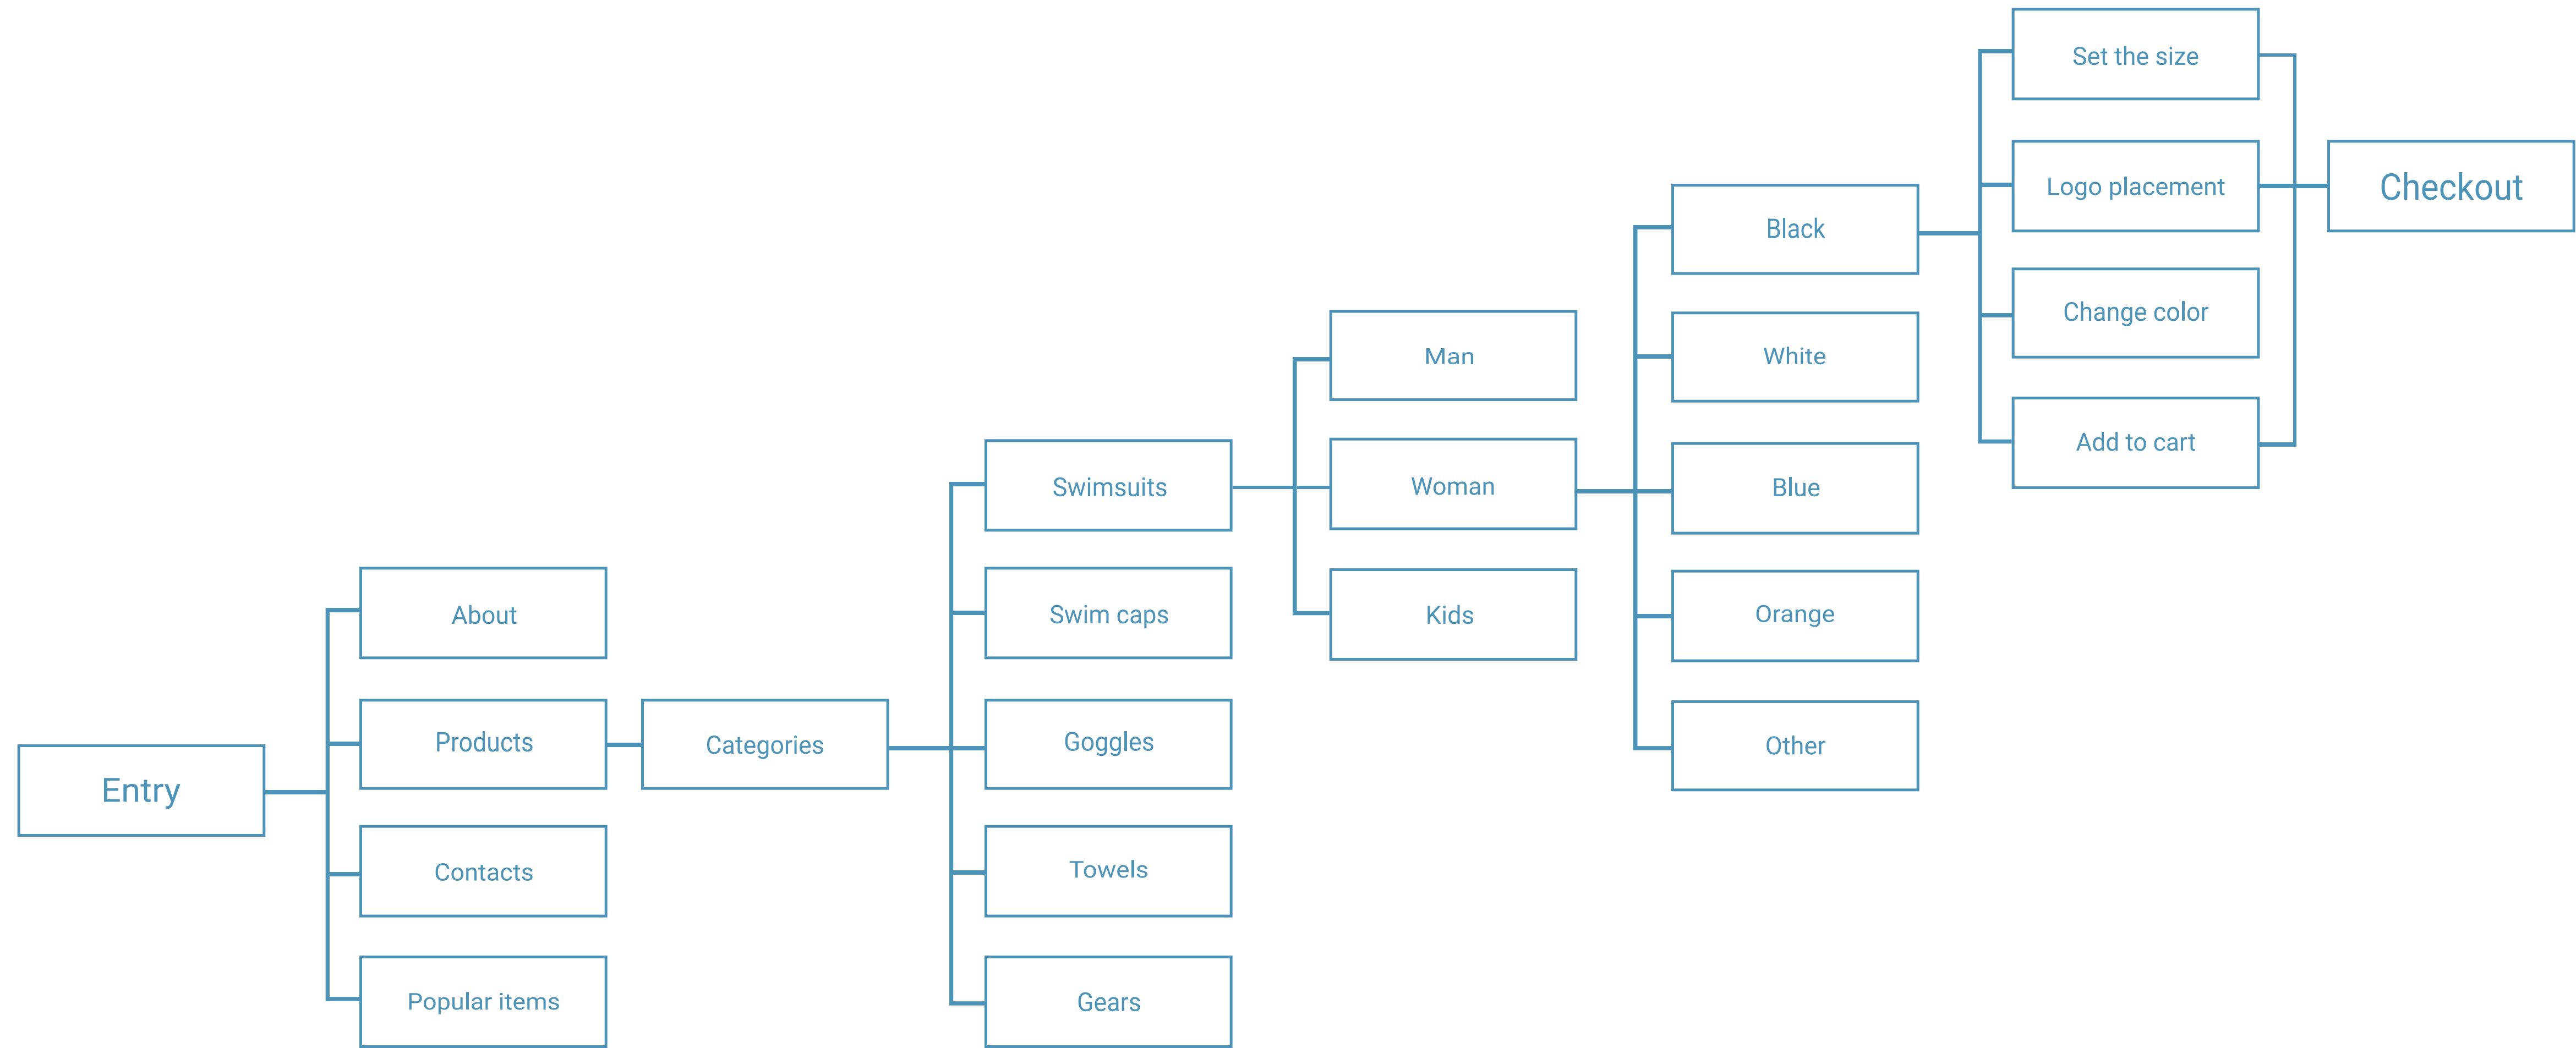 Entry
About
Products
Contacts
Popular items
Categories
Swimsuits
Swim caps
Goggles
Towels
Gears
Man
Woman
Kids
Black
White
Blue
Orange
Other
Set the size
Logo placement
Change color
Add to cart
Checkout